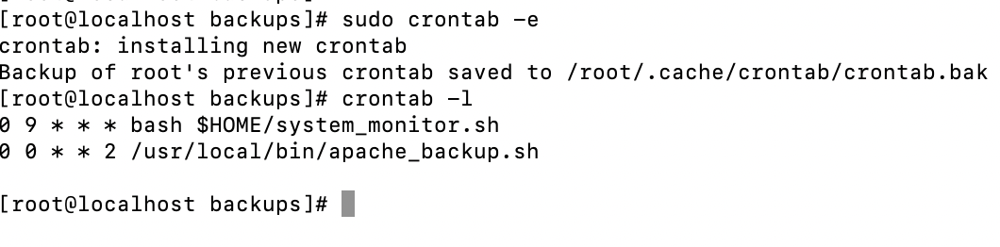 [root@localhost backups]# sudo crontab -e
crontab: installing new crontab
Backup of root's previous crontab saved to /root/.cache/crontab/crontab.bak
[root@localhost backups]# crontab -l
0 9 * * * bash $HOME/system_monitor.sh
0 0 * * 2 /usr/local/bin/apache_backup.sh
[root@localhost backups]#